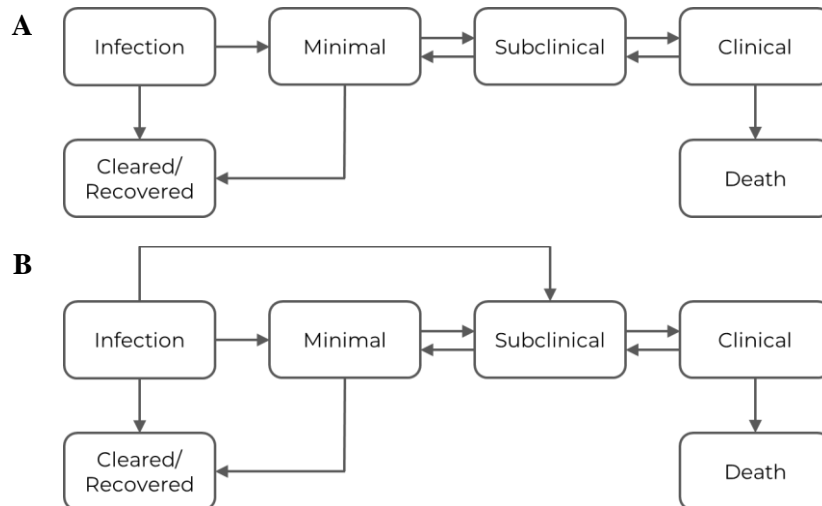 A
Infection
Minimal
Subclinical
Clinical
Cleared/
Recovered
Death
B
Infection
Minimal
Subclinical
Clinical
Cleared/
Recovered
Death